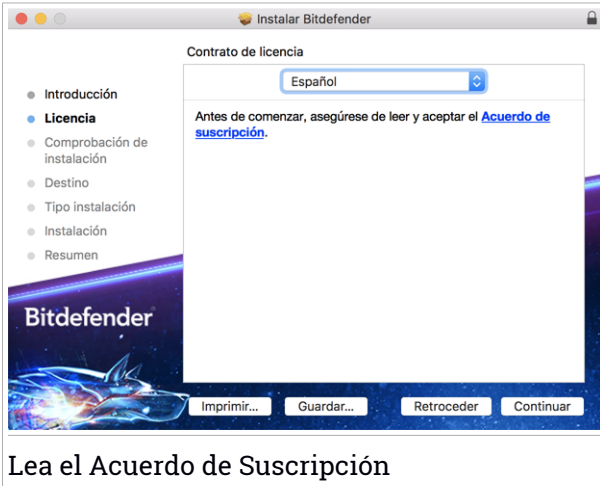 Instalar Bitdefender
Contrato de licencia
Español
Introducción
Licencia
Comprobación de
instalación
Destino
Tipo instalación
Instalación
Resumen
Antes de comenzar, asegúrese de leer y aceptar el Acuerdo de
suscripción.
Bitdefender
Imprimir... Guardar... Retroceder Continuar
Lea el Acuerdo de Suscripción